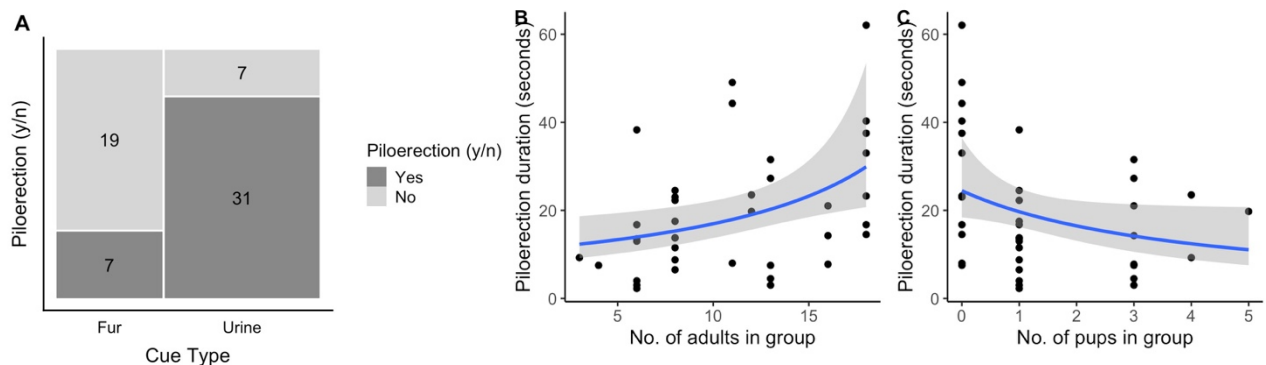 A
Piloerection (y/n)
19
7
7
31
Fur
Urine
Cue Type
Piloerection (y/n)
Yes
No
B
Piloerection duration (seconds)
60
40
20
0
5
10
15
No. of adults in group
C
Piloerection duration (seconds)
60
40
20
0
0
1
2
3
4
5
No. of pups in group